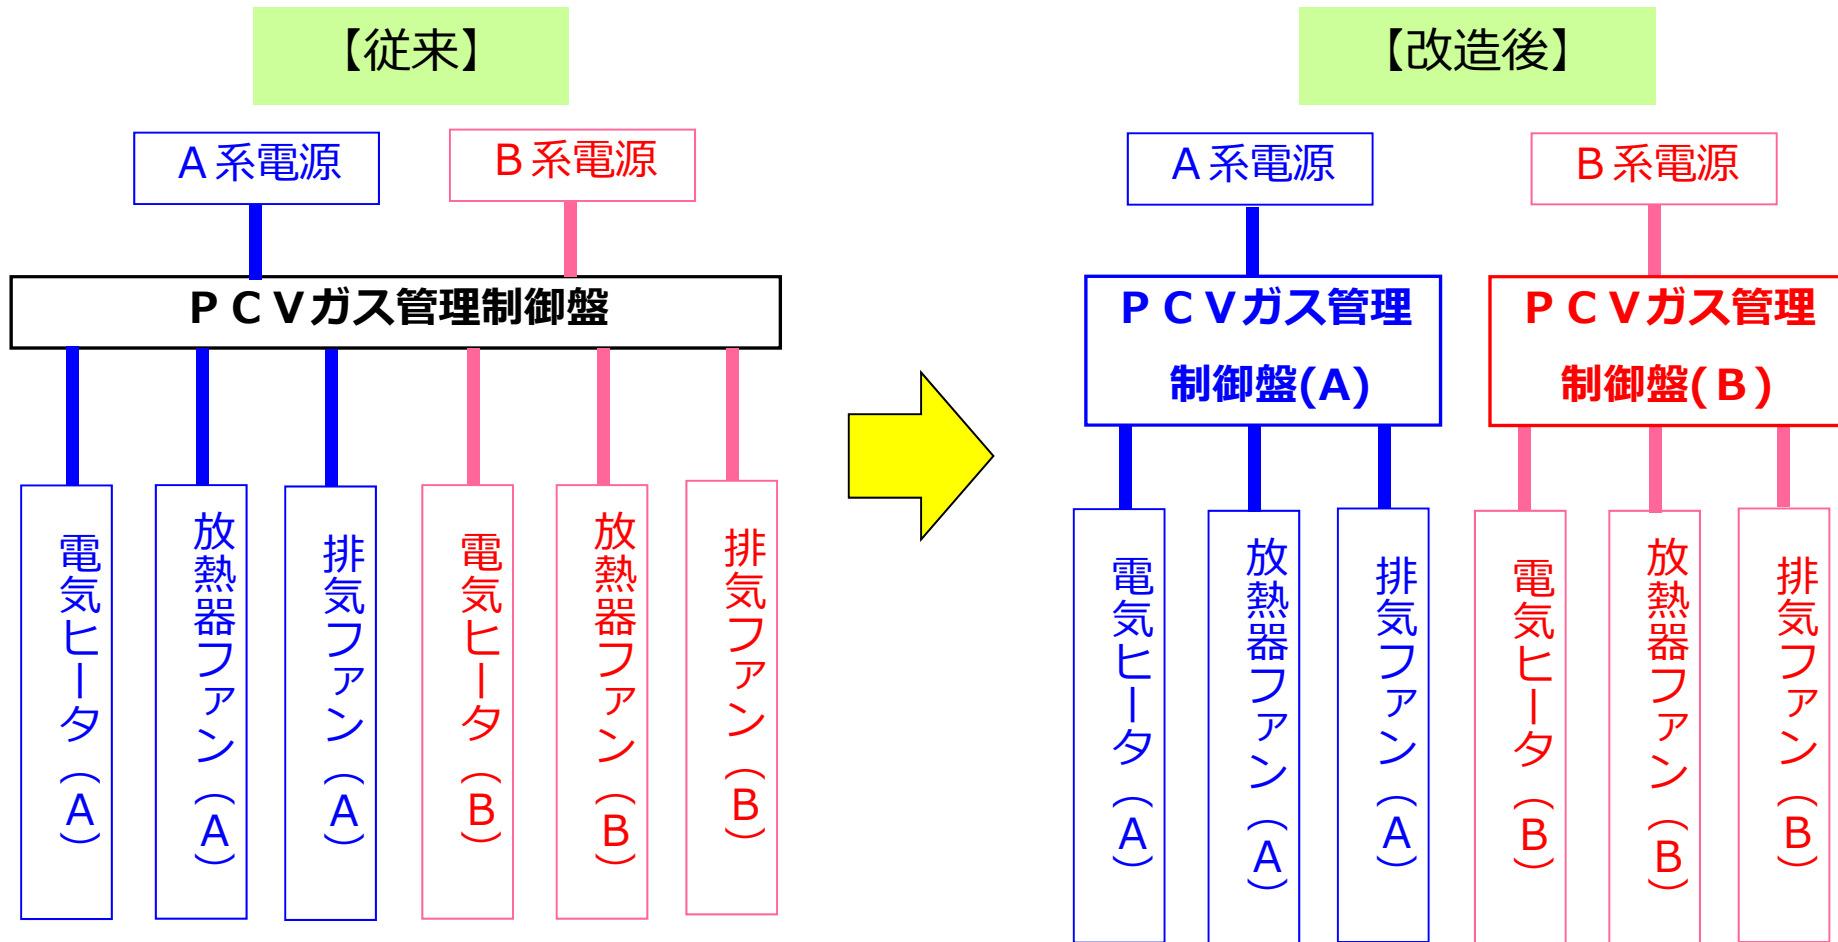 【従来】
【改造後】
Ａ系電源
Ｂ系電源
ＰＣＶガス管理制御盤
電気ヒータ（Ａ）
放熱器ファン（Ａ）
排気ファン（Ａ）
電気ヒータ（Ｂ）
放熱器ファン（Ｂ）
排気ファン（Ｂ）
Ａ系電源
Ｂ系電源
ＰＣＶガス管理
制御盤(A)
ＰＣＶガス管理
制御盤(Ｂ)
電気ヒータ（Ａ）
放熱器ファン（Ａ）
排気ファン（Ａ）
電気ヒータ（Ｂ）
放熱器ファン（Ｂ）
排気ファン（Ｂ）